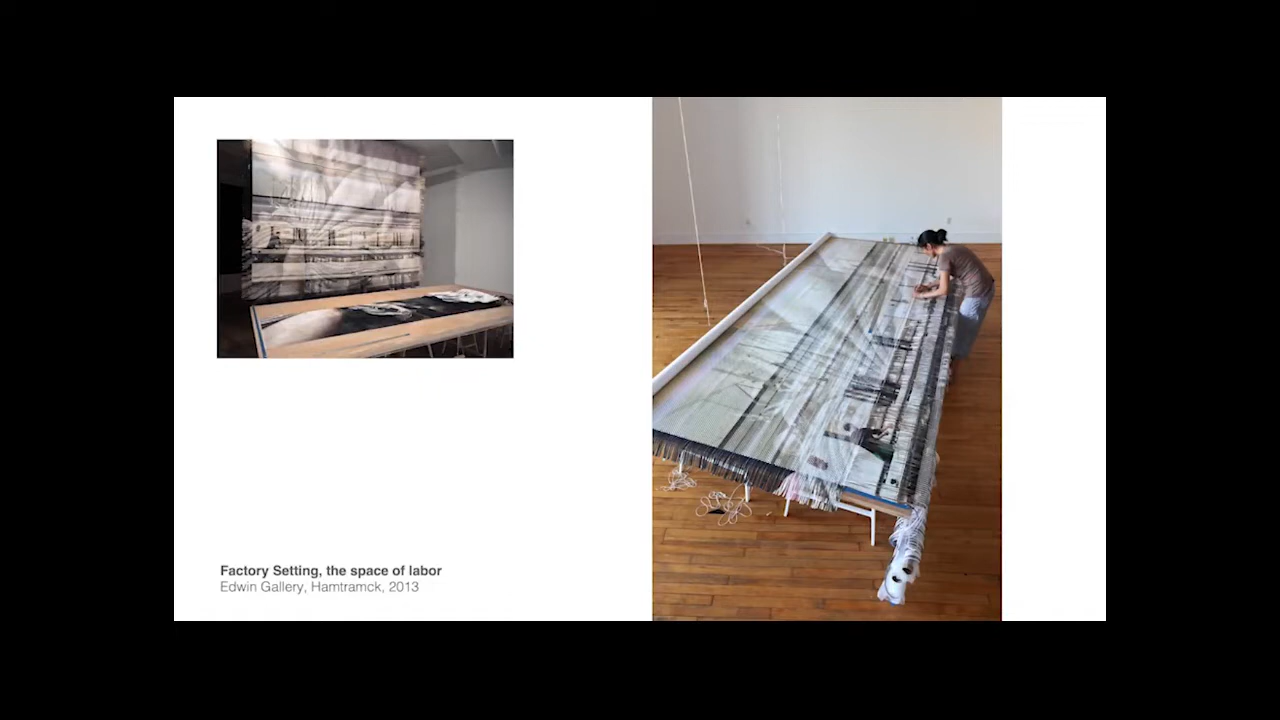 Factory Setting, the space of labor
Edwin Gallery, Hamtramck, 2013